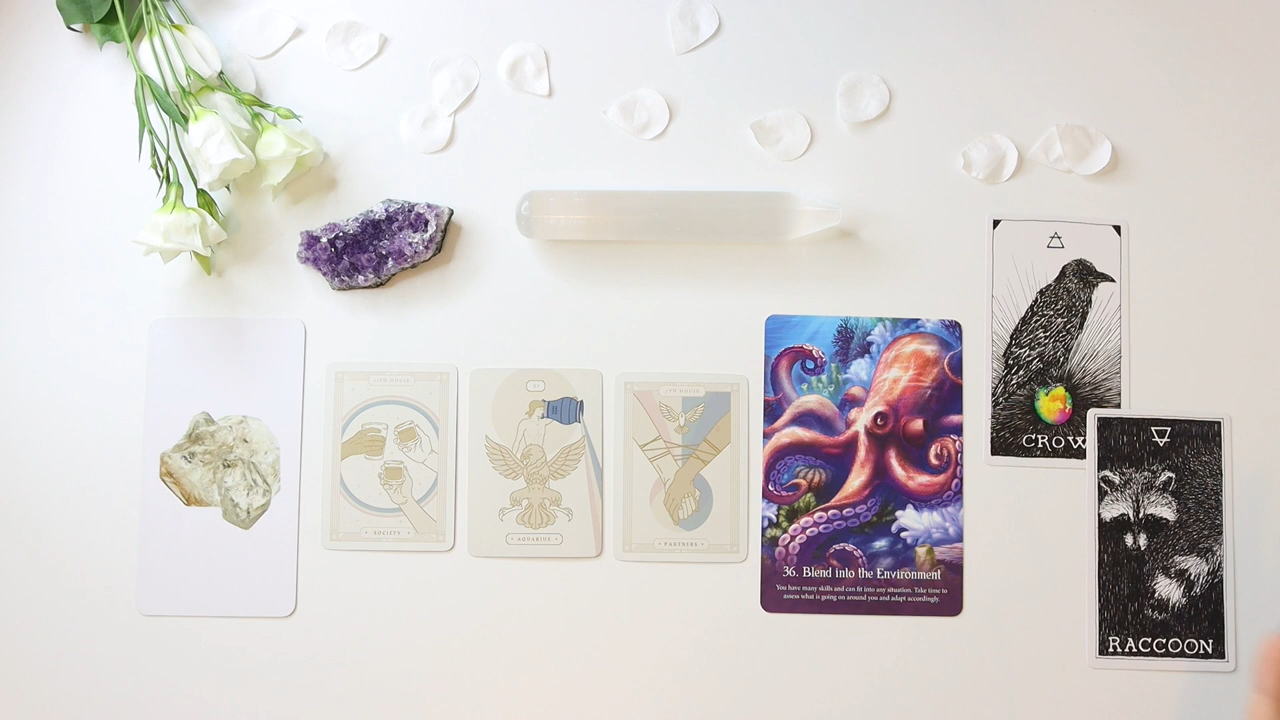 11TH HOUSE
SOCIETY
XI
AQUARIUS
7TH HOUSE
PARTNERS
36. Blend into the Environment
You have many skills and can fit into any situation. Take time to
assess what is going on around you and adapt accordingly.
CROW
RACCOON